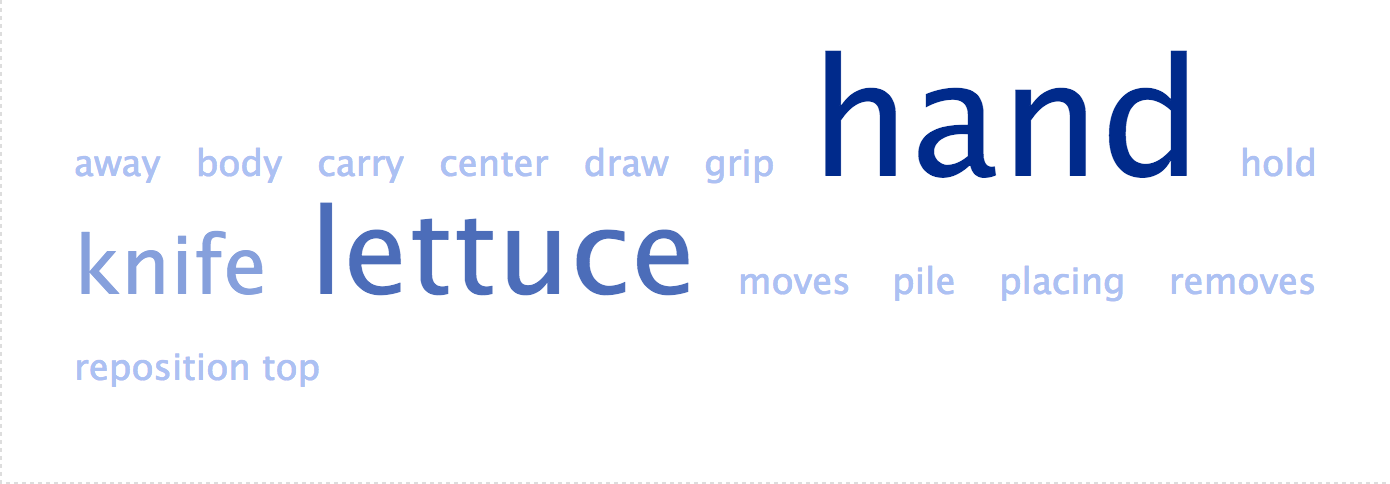 away body carry center draw grip hand hold
knife lettuce moves pile placing removes
reposition top